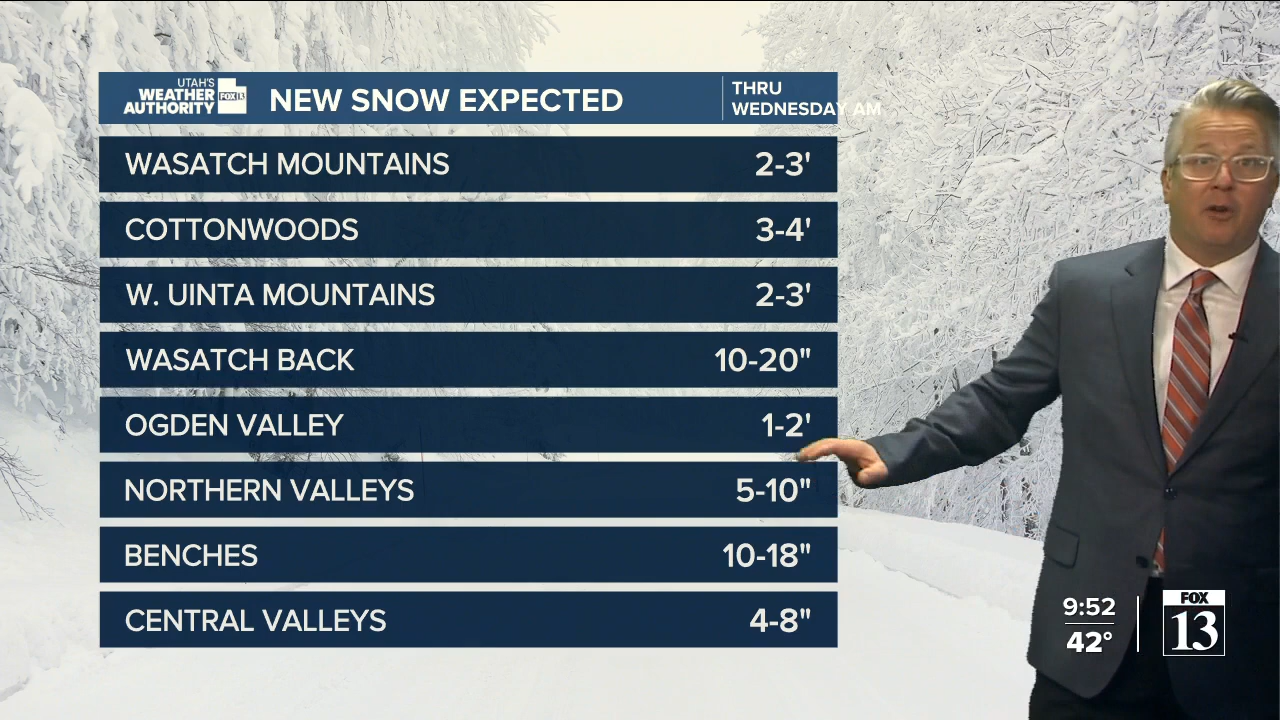 UTAH'S
WEATHER
AUTHORITY
FOX 13
NEW SNOW EXPECTED
THRU
WEDNESDAY AM
WASATCH MOUNTAINS 2-3'
COTTONWOODS 3-4'
W. UINTA MOUNTAINS 2-3'
WASATCH BACK 10-20"
OGDEN VALLEY 1-2'
NORTHERN VALLEYS 5-10"
BENCHES 10-18"
CENTRAL VALLEYS 4-8"
9:52
42°
FOX
13